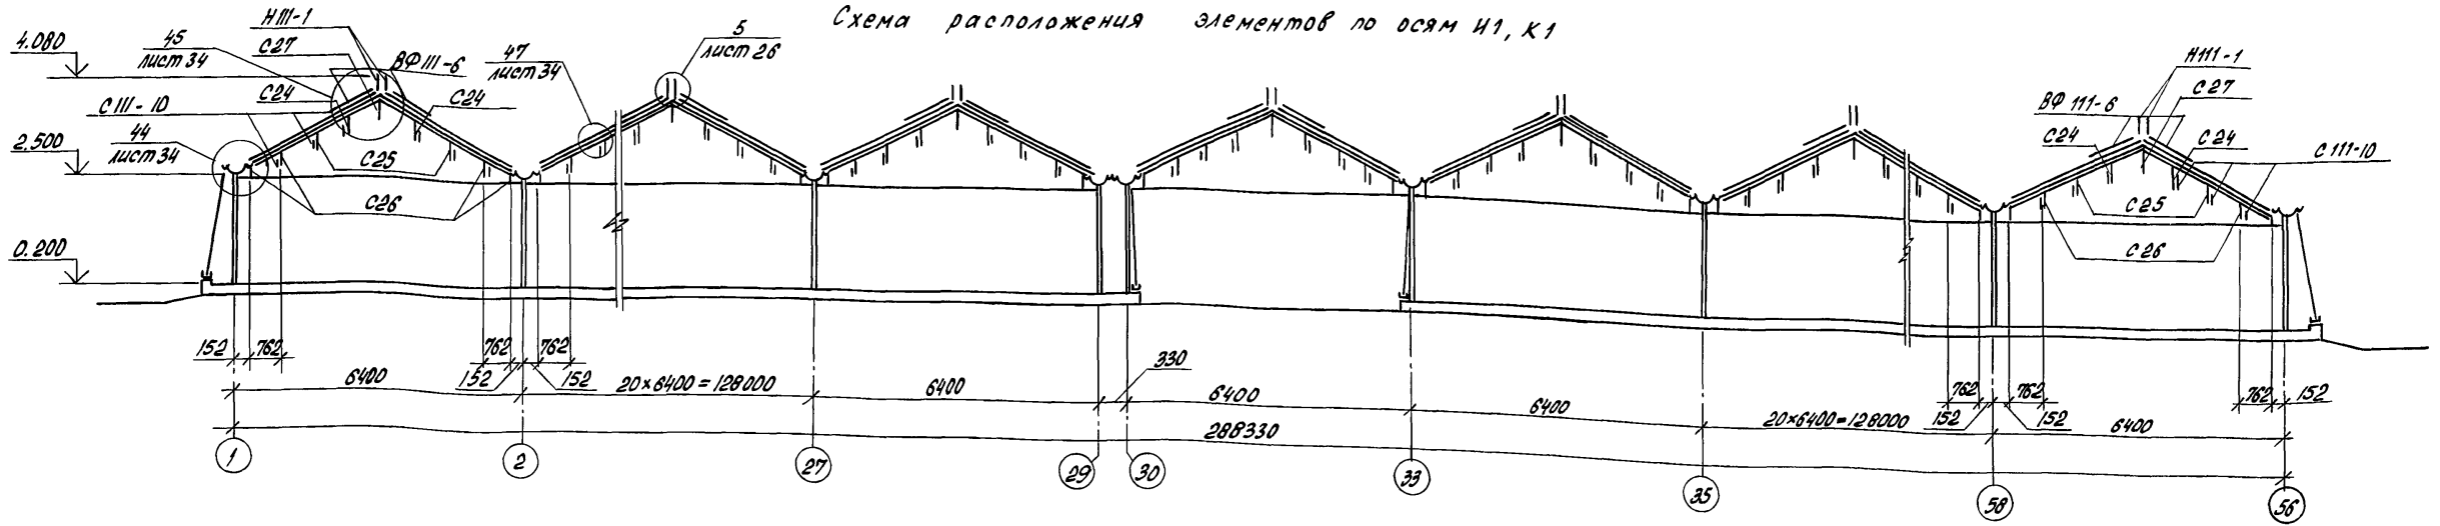 Схема расположения элементов по осям И1, К1
4.080
2.500
0.200
45
лист 34
НIII-1
С27
ВФIII-6
С24
С24
СIII-10
44
лист 34
С25
С26
47
лист 34
5
лист 26
Н111-1
С27
ВФ 111-6
С24
С24
С 111-10
С25
С26
152 762
762 762
152 152
330
762 762
152 152
762 152
6400
20×6400=128000
6400
6400
6400
20×6400=128000
6400
288330
1
2
27
29
30
33
35
58
56